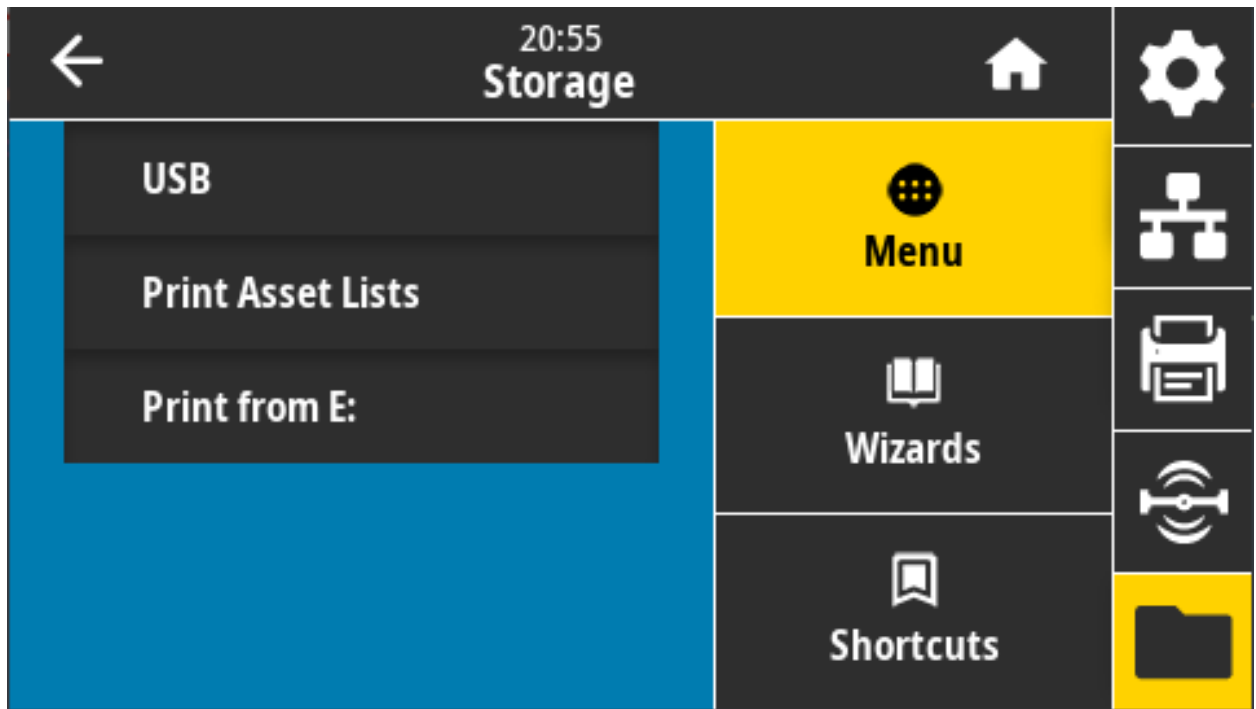 20:55
Storage
USB
Print Asset Lists
Print from E:
Menu
Wizards
Shortcuts